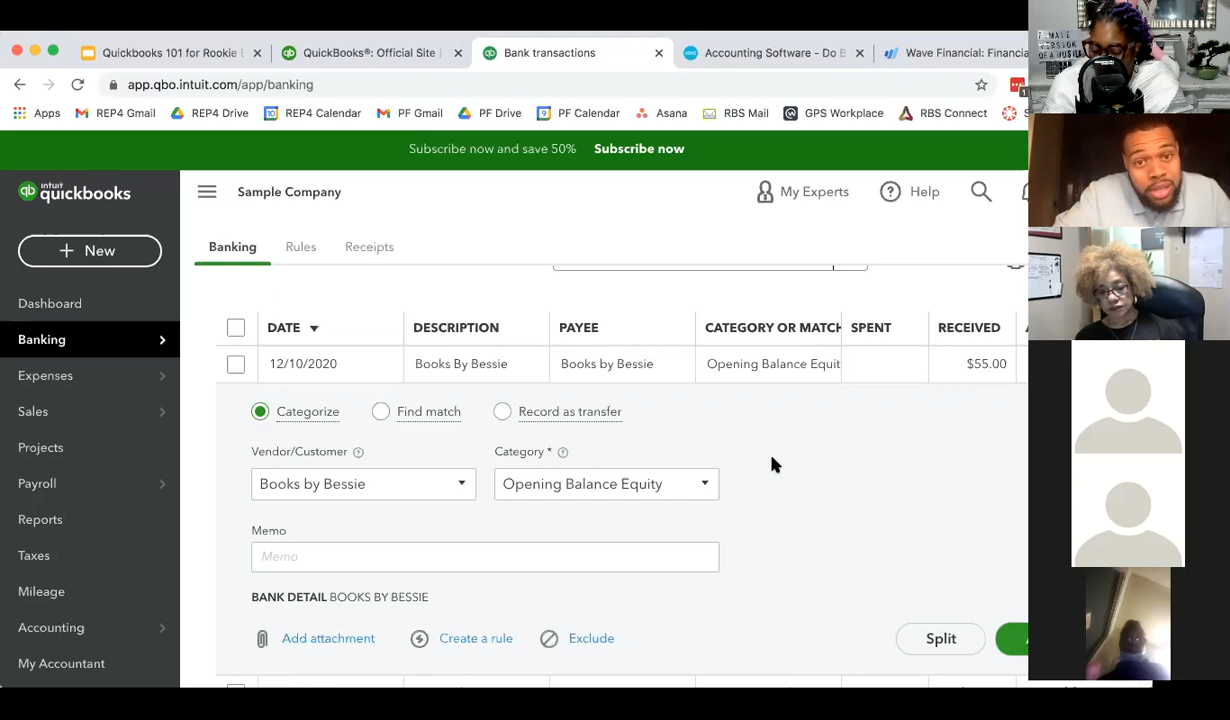 Quickbooks 101 for Rookie
QuickBooks®: Official Site
Bank transactions
Accounting Software - Do B
Wave Financial: Financi
app.qbo.intuit.com/app/banking
Apps
REP4 Gmail
REP4 Drive
REP4 Calendar
PF Gmail
PF Drive
PF Calendar
Asana
RBS Mail
GPS Workplace
RBS Connect
Subscribe now and save 50% Subscribe now
intuit
quickbooks
Sample Company
My Experts
Help
+ New
Banking
Rules
Receipts
Dashboard
Banking
Expenses
Sales
Projects
Payroll
Reports
Taxes
Mileage
Accounting
My Accountant
DATE
DESCRIPTION
PAYEE
CATEGORY OR MATCH
SPENT
RECEIVED
12/10/2020
Books By Bessie
Books by Bessie
Opening Balance Equit
$55.00
Categorize
Find match
Record as transfer
Vendor/Customer
Category *
Books by Bessie
Opening Balance Equity
Memo
Memo
BANK DETAIL BOOKS BY BESSIE
Add attachment
Create a rule
Exclude
Split